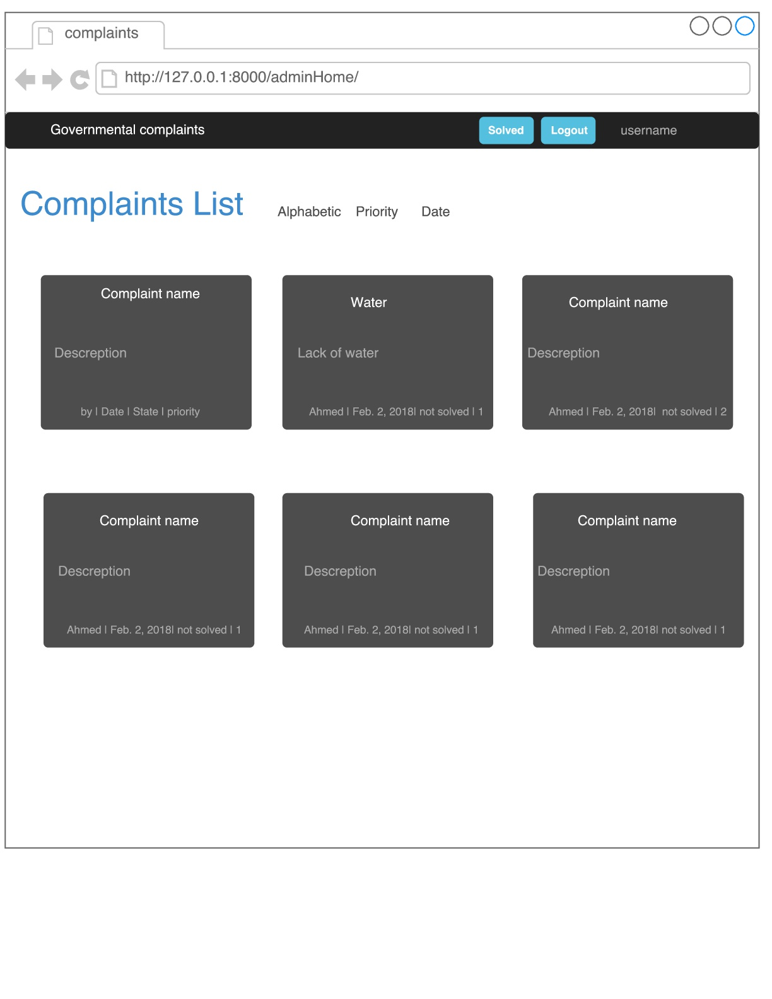 complaints
http://127.0.0.1:8000/adminHome/
Governmental complaints Solved Logout username
Complaints List Alphabetic Priority Date
Complaint name
Descreption
by | Date | State | priority
Water
Lack of water
Ahmed | Feb. 2, 2018| not solved | 1
Complaint name
Descreption
Ahmed | Feb. 2, 2018| not solved | 2
Complaint name
Descreption
Ahmed | Feb. 2, 2018| not solved | 1
Complaint name
Descreption
Ahmed | Feb. 2, 2018| not solved | 1
Complaint name
Descreption
Ahmed | Feb. 2, 2018| not solved | 1